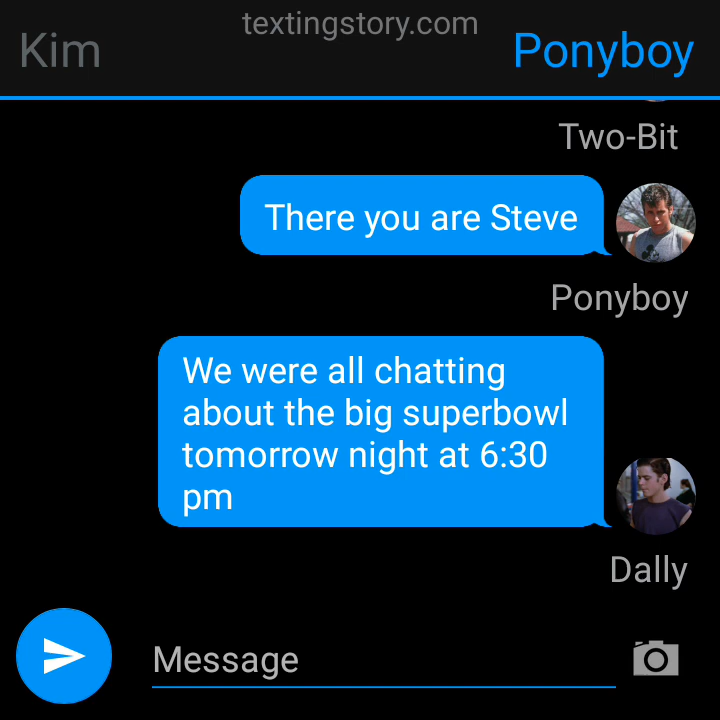 textingstory.com
Kim
Ponyboy
Two-Bit
There you are Steve
Ponyboy
We were all chatting
about the big superbowl
tomorrow night at 6:30
pm
Dally
Message